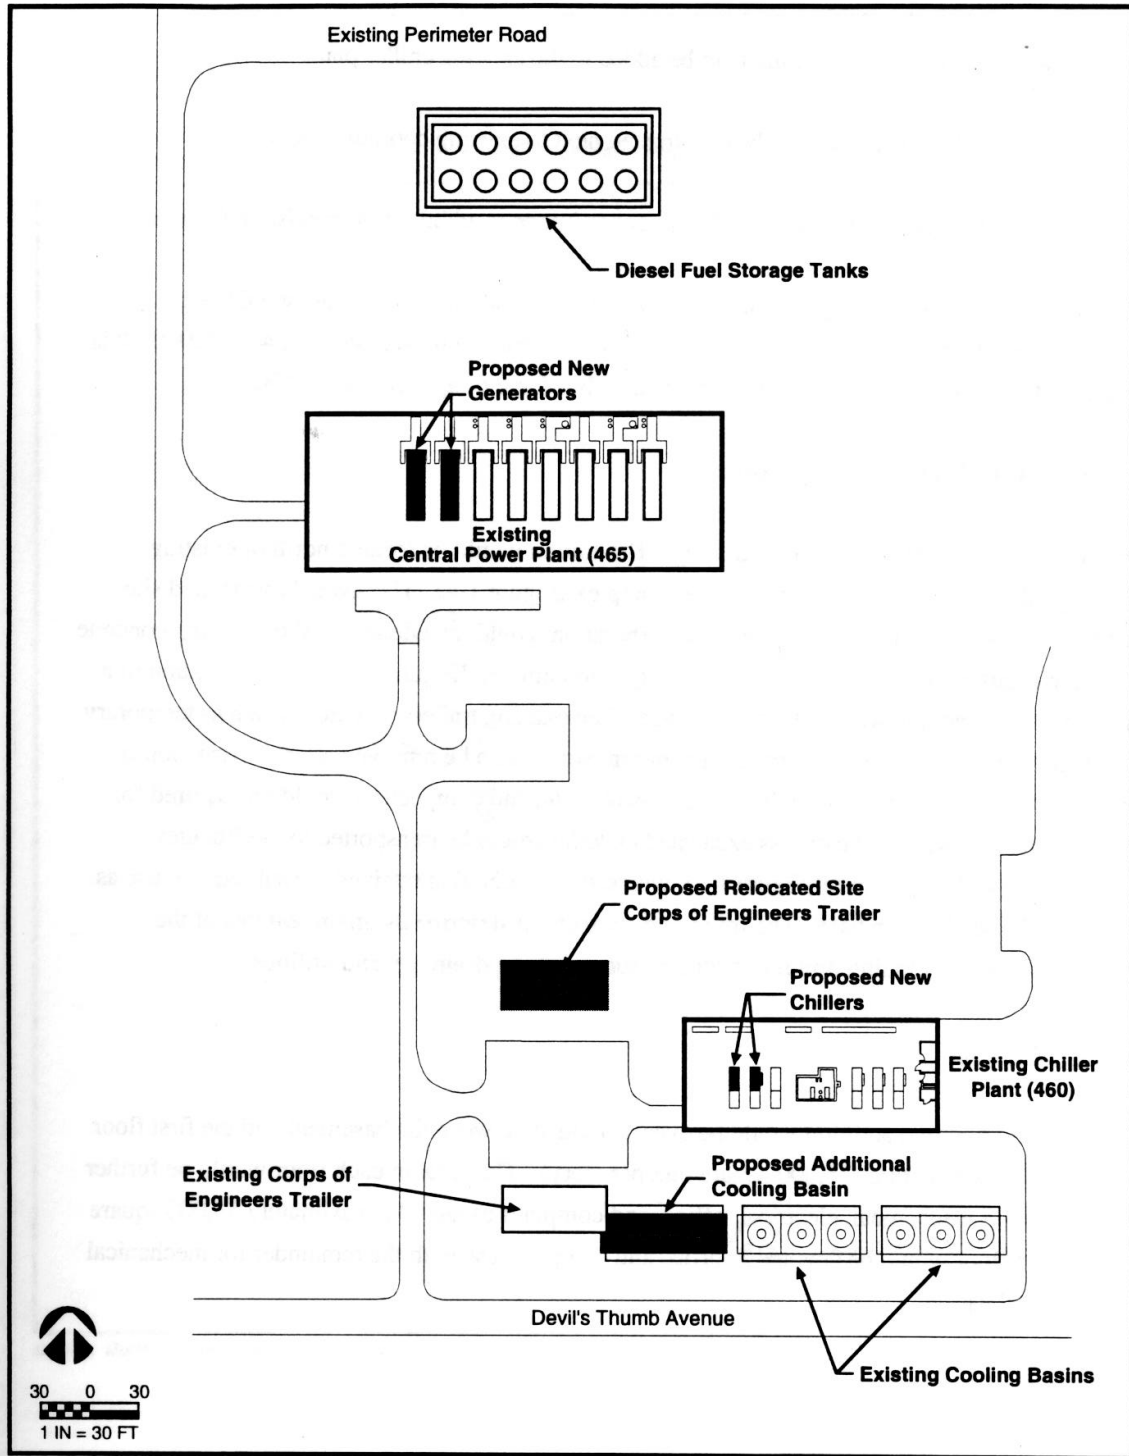 Existing Perimeter Road
Diesel Fuel Storage Tanks
Proposed New
Generators
Existing
Central Power Plant (465)
Proposed Relocated Site
Corps of Engineers Trailer
Proposed New
Chillers
Existing Chiller
Plant (460)
Existing Corps of
Engineers Trailer
Proposed Additional
Cooling Basin
Devil's Thumb Avenue
Existing Cooling Basins
30 0 30
1 IN = 30 FT